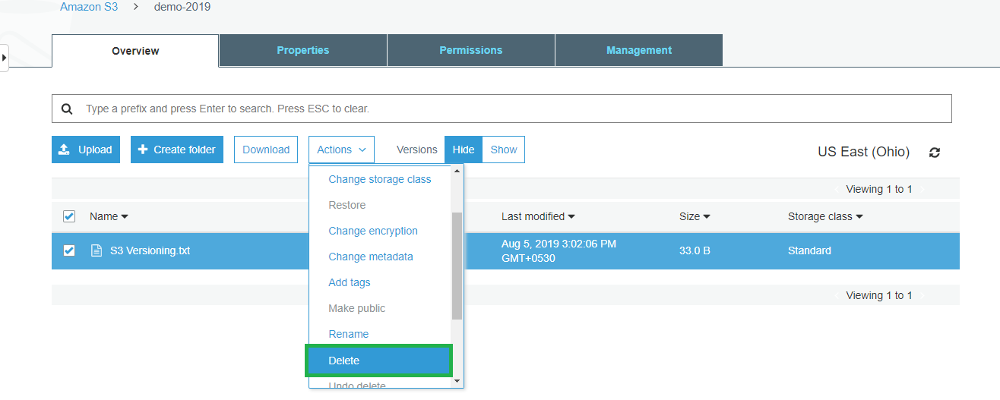 Amazon S3 > demo-2019
Overview Properties Permissions Management
Type a prefix and press Enter to search. Press ESC to clear.
Upload + Create folder Download Actions Versions Hide Show US East (Ohio)
Viewing 1 to 1
Name Last modified Size Storage class
S3 Versioning.txt Aug 5, 2019 3:02:06 PM
GMT+0530 33.0 B Standard
Viewing 1 to 1
Change storage class
Restore
Change encryption
Change metadata
Add tags
Make public
Rename
Delete
Undo delete